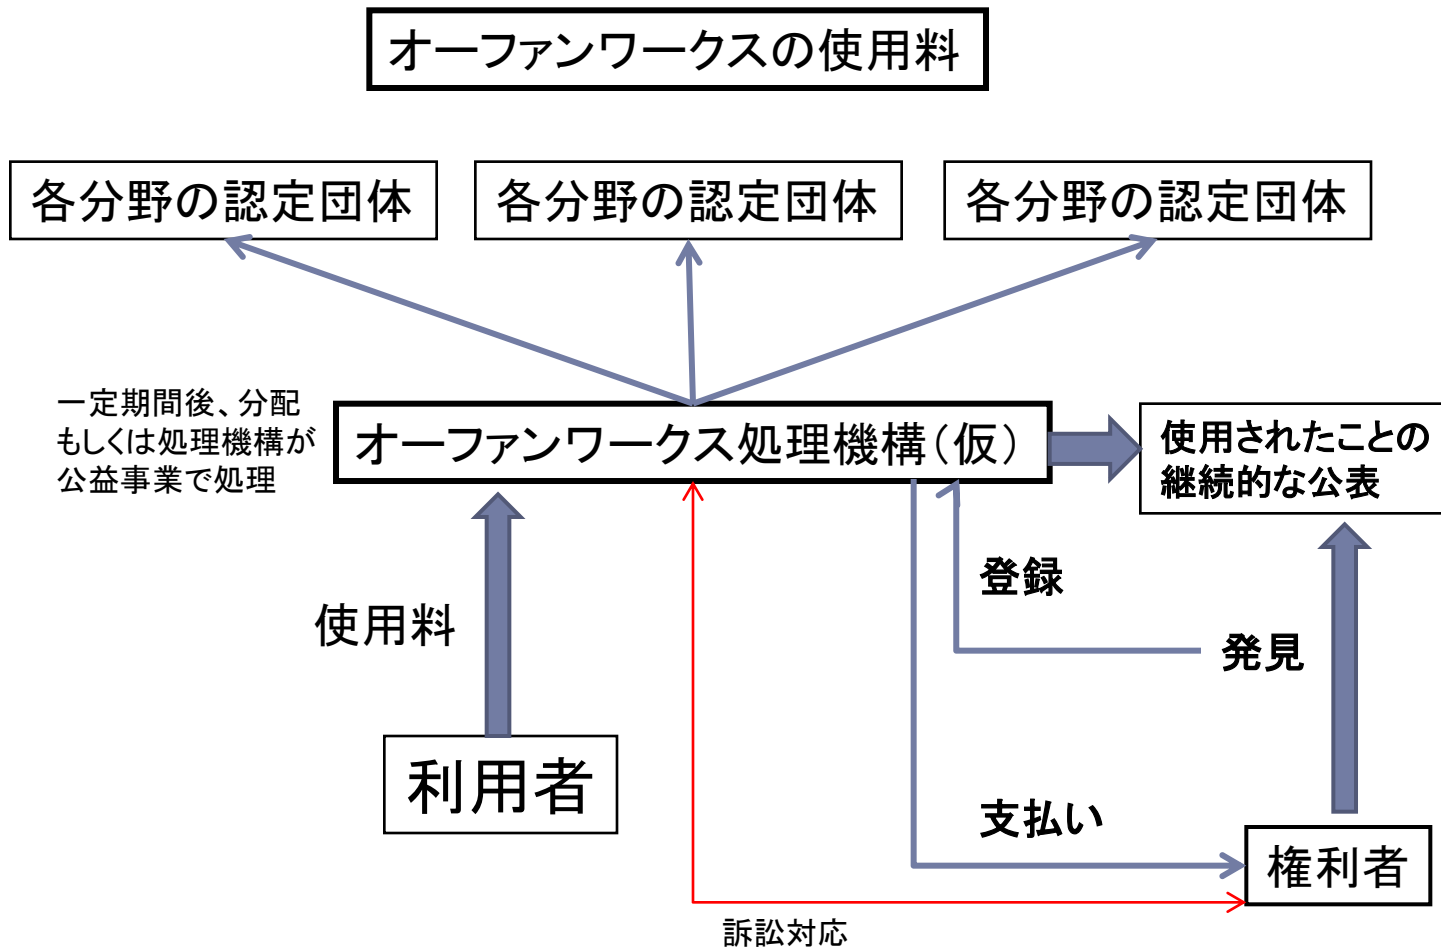 オーファンワークスの使用料
各分野の認定団体
各分野の認定団体
各分野の認定団体
一定期間後、分配
もしくは処理機構が
公益事業で処理
オーファンワークス処理機構（仮）
使用されたことの
継続的な公表
登録
使用料
発見
利用者
支払い
権利者
訴訟対応